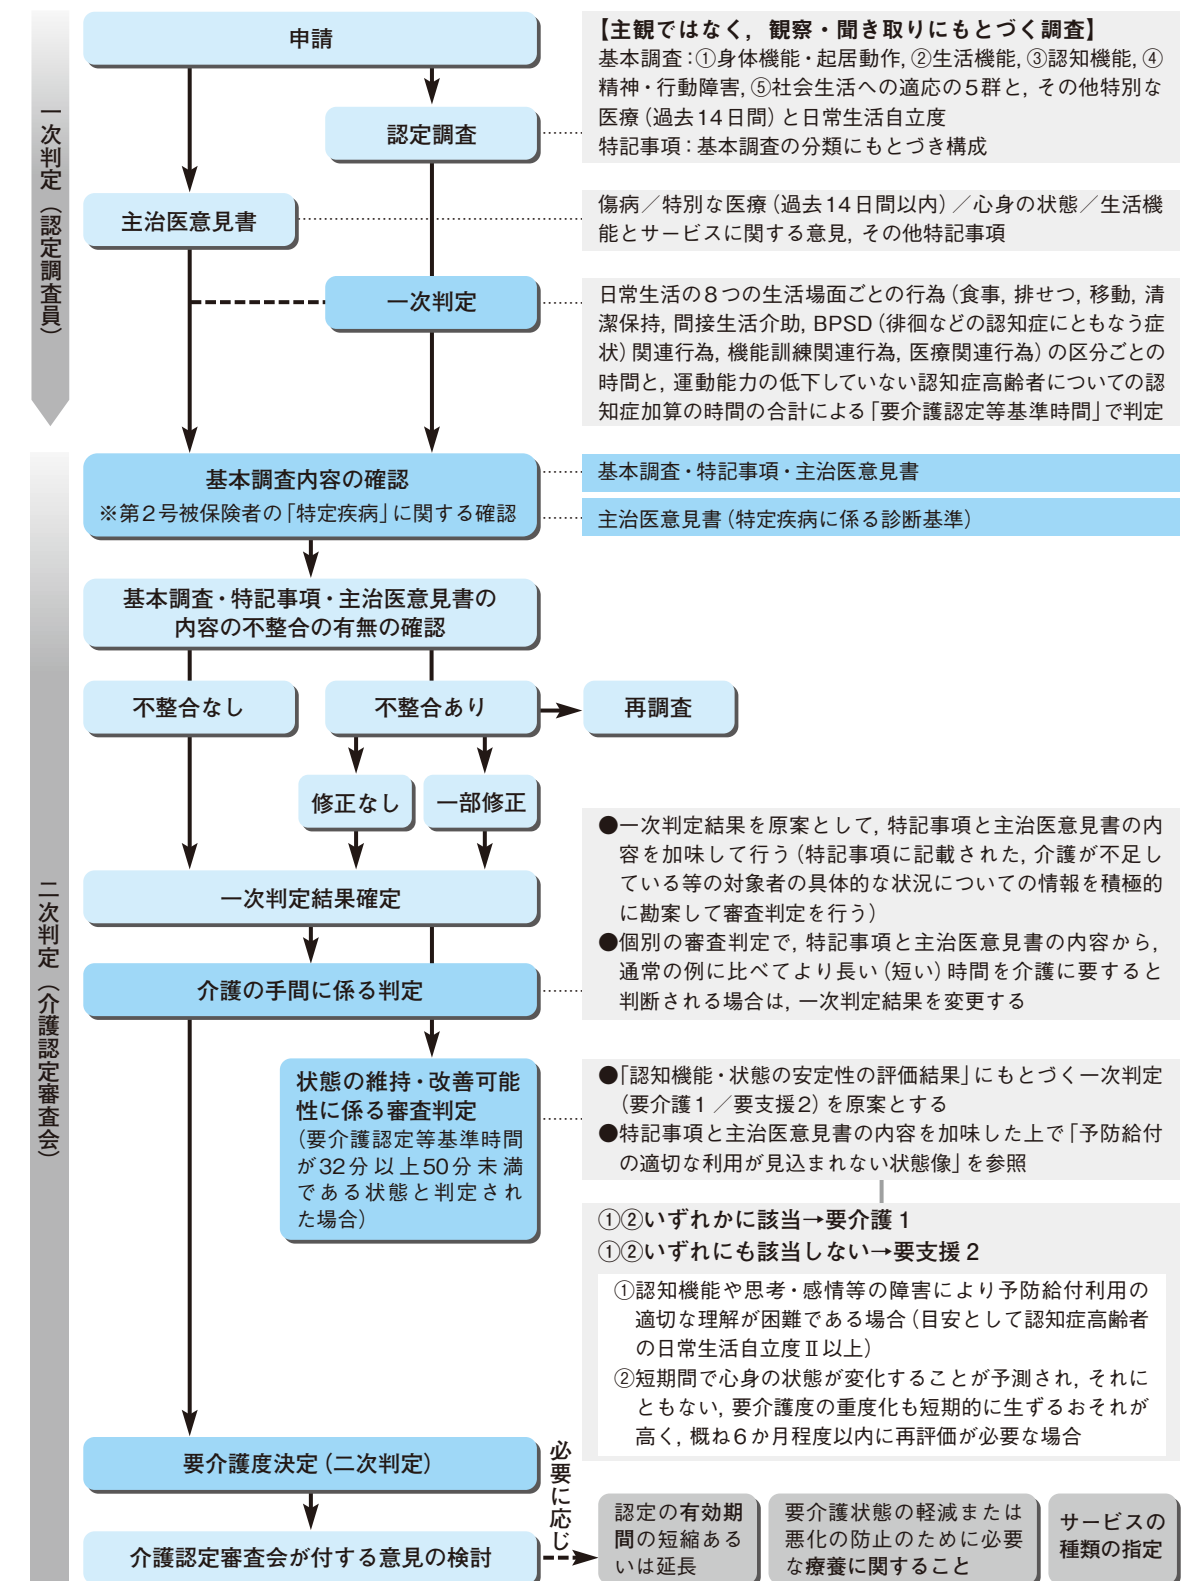 一次判定（認定調査員）
申請
認定調査
主治医意見書
一次判定
【主観ではなく，観察・聞き取りにもとづく調査】
基本調査：①身体機能・起居動作，②生活機能，③認知機能，④
精神・行動障害，⑤社会生活への適応の5群と，その他特別な
医療（過去14日間）と日常生活自立度
特記事項：基本調査の分類にもとづき構成
傷病／特別な医療（過去14日間以内）／心身の状態／生活機
能とサービスに関する意見，その他特記事項
日常生活の8つの生活場面ごとの行為（食事，排せつ，移動，清
潔保持，間接生活介助，BPSD（徘徊などの認知症にともなう症
状）関連行為，機能訓練関連行為，医療関連行為）の区分ごとの
時間と，運動能力の低下していない認知症高齢者についての認
知症加算の時間の合計による「要介護認定等基準時間」で判定
二次判定（介護認定審査会）
基本調査内容の確認
※第2号被保険者の「特定疾病」に関する確認
基本調査・特記事項・主治医意見書
主治医意見書（特定疾病に係る診断基準）
基本調査・特記事項・主治医意見書の
内容の不整合の有無の確認
不整合なし
不整合あり
再調査
修正なし
一部修正
一次判定結果確定
介護の手間に係る判定
●一次判定結果を原案として，特記事項と主治医意見書の内
容を加味して行う（特記事項に記載された，介護が不足し
ている等の対象者の具体的な状況についての情報を積極的
に勘案して審査判定を行う）
●個別の審査判定で，特記事項と主治医意見書の内容から，
通常の例に比べてより長い（短い）時間を介護に要すると
判断される場合は，一次判定結果を変更する
状態の維持・改善可能
性に係る審査判定
（要介護認定等基準時間
が32分以上50分未満
である状態と判定され
た場合）
●「認知機能・状態の安定性の評価結果」にもとづく一次判定
（要介護1／要支援2）を原案とする
●特記事項と主治医意見書の内容を加味した上で「予防給付
の適切な利用が見込まれない状態像」を参照
①②いずれかに該当→要介護1
①②いずれにも該当しない→要支援2
①認知機能や思考・感情等の障害により予防給付利用の
適切な理解が困難である場合（目安として認知症高齢者
の日常生活自立度Ⅱ以上）
②短期間で心身の状態が変化することが予測され，それに
ともない，要介護度の重度化も短期的に生ずるおそれが
高く，概ね6か月程度以内に再評価が必要な場合
要介護度決定（二次判定）
介護認定審査会が付する意見の検討
必要に応じ
認定の有効期
間の短縮ある
いは延長
要介護状態の軽減または
悪化の防止のために必要
な療養に関すること
サービスの
種類の指定